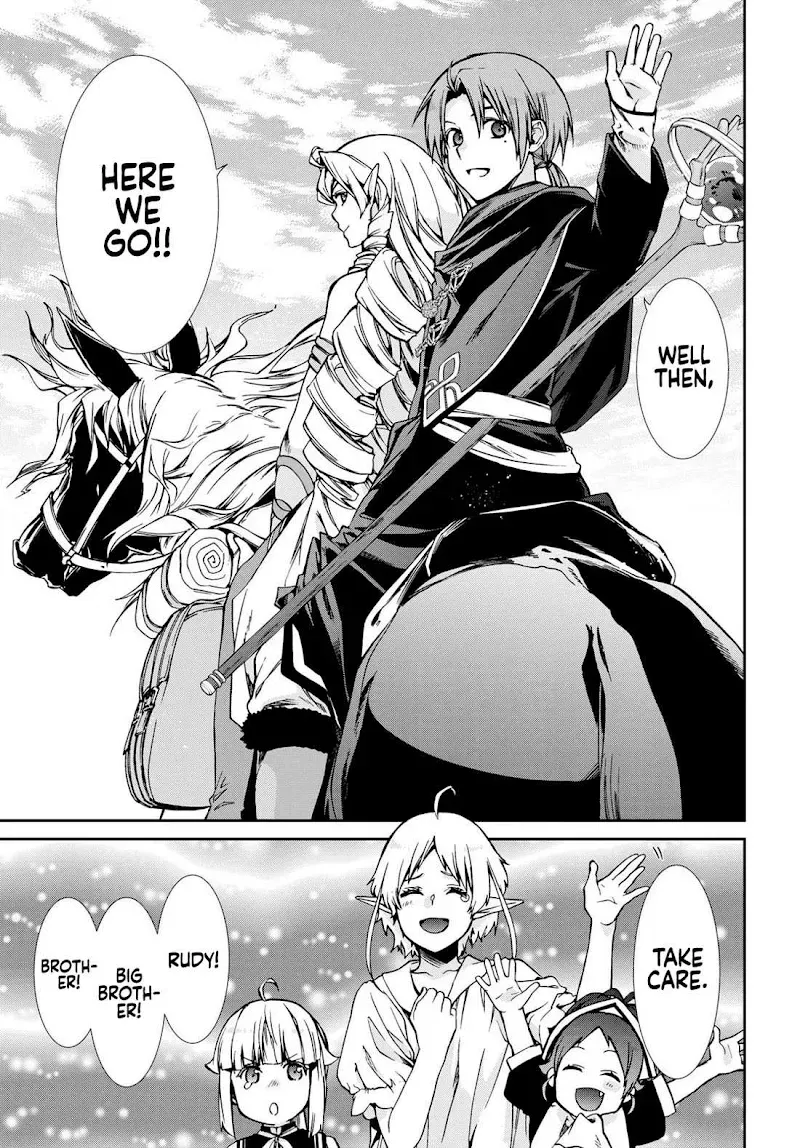 WELL
THEN,
HERE
WE
GO!!
TAKE
CARE.
RUDY!
BIG
BROTH-
ER!
BROTH-
ER!